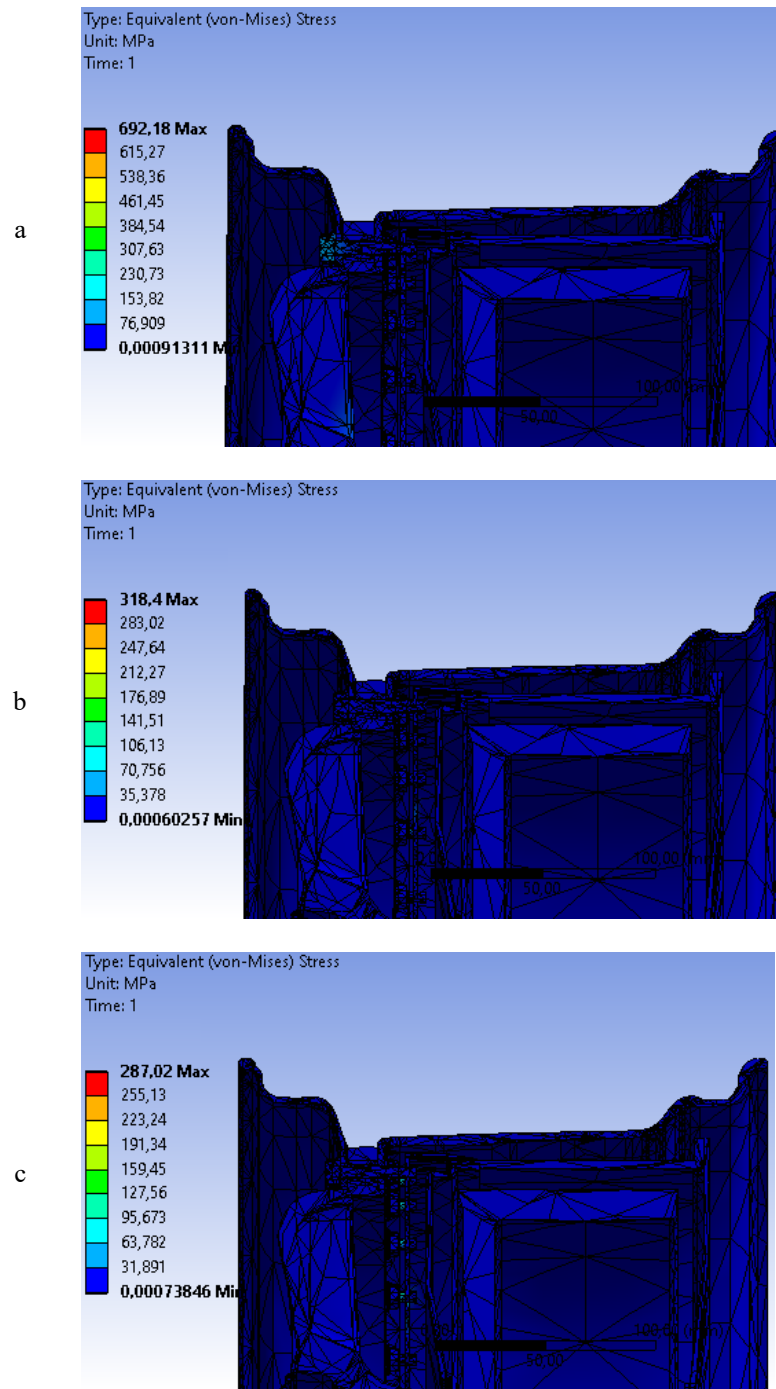 Type: Equivalent (von-Mises) Stress
Unit: MPa
Time: 1
692,18 Max
615,27
538,36
461,45
384,54
307,63
230,73
153,82
76,909
0,00091311
a
50,00
Type: Equivalent (von-Mises) Stress
Unit: MPa
Time: 1
318,4 Max
283,02
247,64
212,27
176,89
141,51
106,13
70,756
35,378
0,00060257 Min
b
50,00
Type: Equivalent (von-Mises) Stress
Unit: MPa
Time: 1
287,02 Max
255,13
223,24
191,34
159,45
127,56
95,673
63,782
31,891
0,00073846 Min
c
50,00